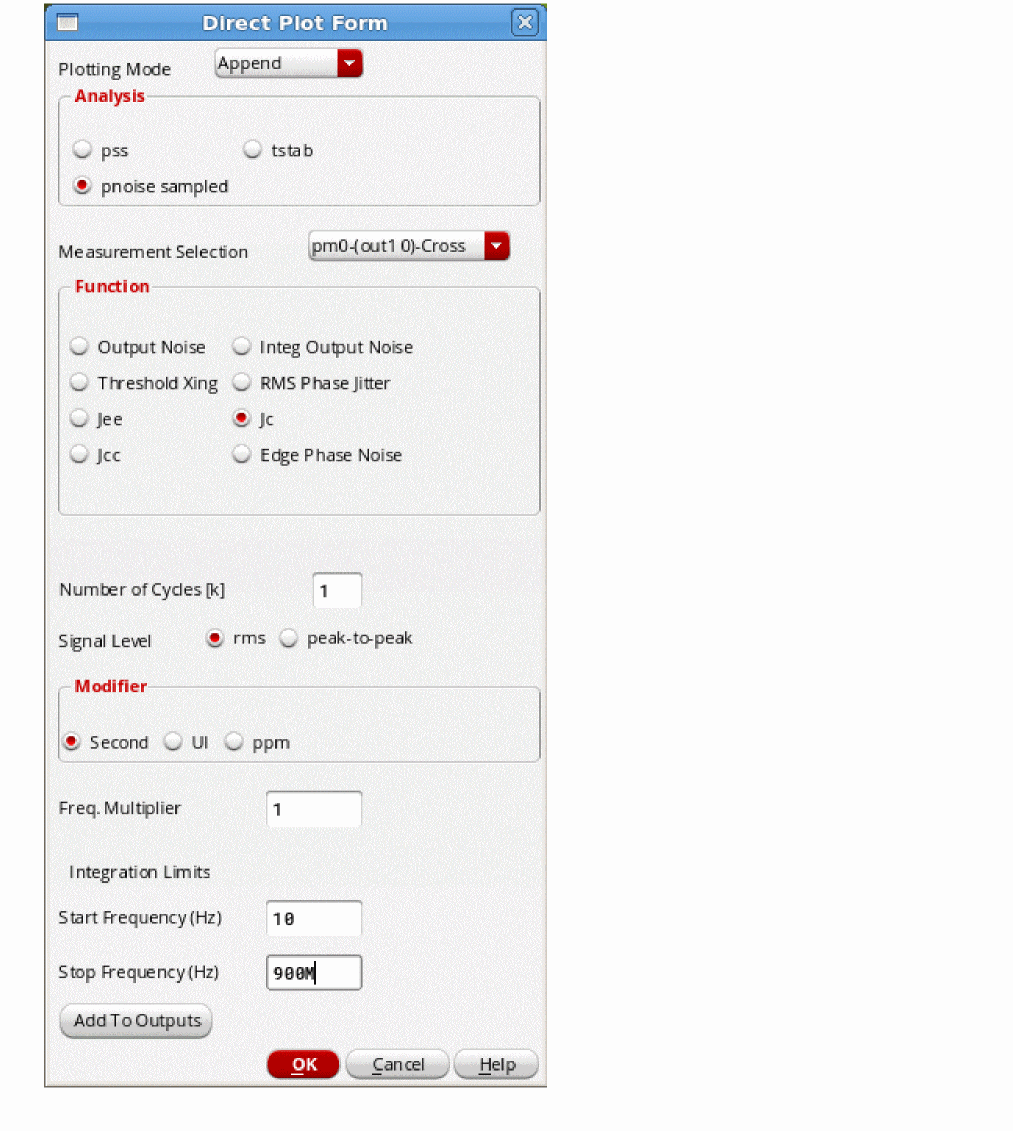 Direct Plot Form
Plotting Mode Append
Analysis
pss tstab
pnoise sampled
Measurement Selection pm0-(out1 0)-Cross
Function
Output Noise Integ Output Noise
Threshold Xing RMS Phase Jitter
Jee Jc
Jcc Edge Phase Noise
Number of Cycles [k] 1
Signal Level rms peak-to-peak
Modifier
Second UI ppm
Freq. Multiplier 1
Integration Limits
Start Frequency (Hz) 10
Stop Frequency (Hz) 900M
Add To Outputs
OK Cancel Help